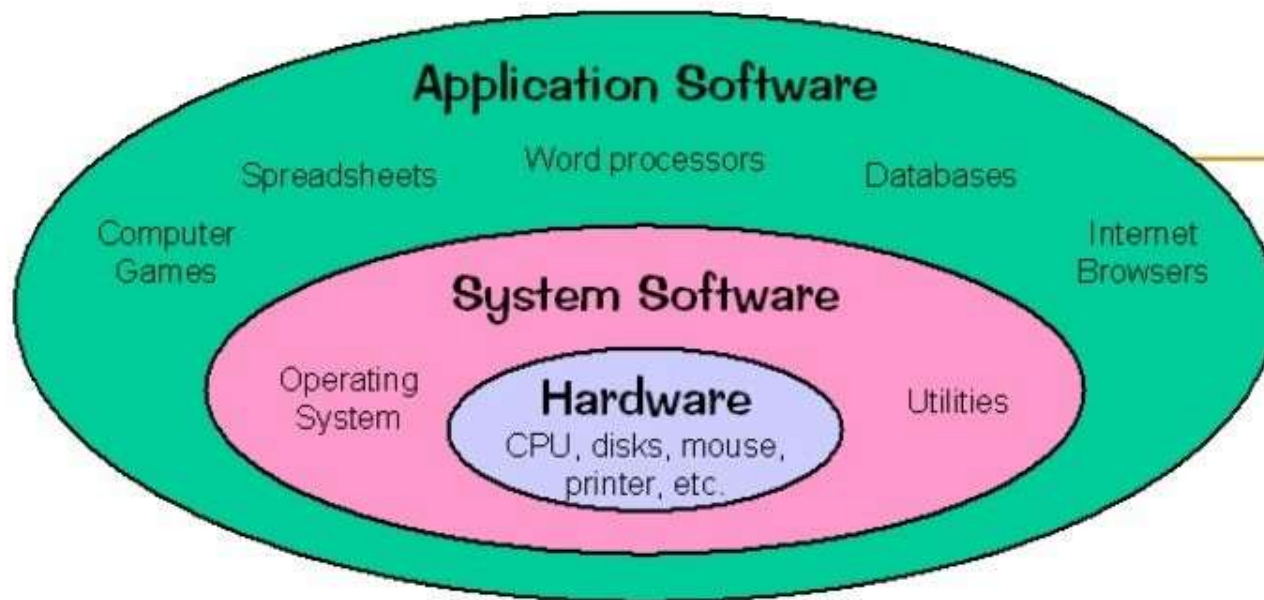 Application Software
Spreadsheets
Word processors
Databases
Computer
Games
Internet
Browsers
System Software
Operating
System
Utilities
Hardware
CPU, disks, mouse,
printer, etc.